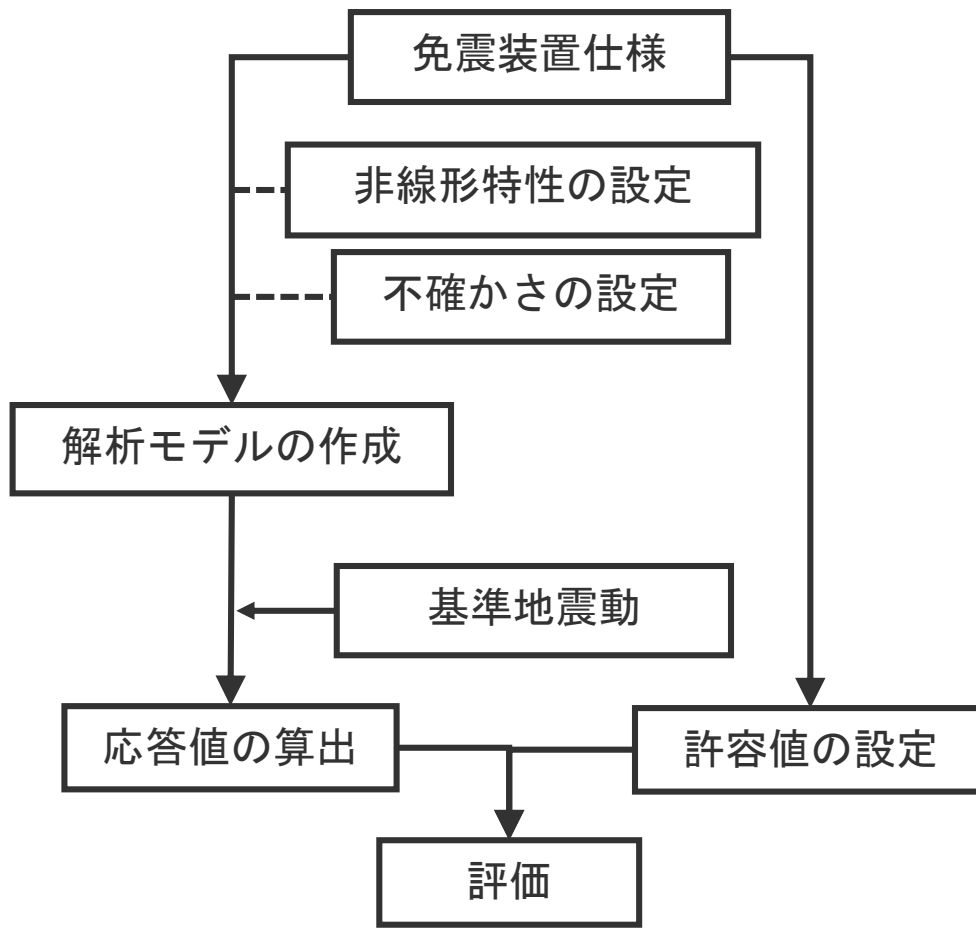 免震装置仕様
非線形特性の設定
不確かさの設定
解析モデルの作成
基準地震動
応答値の算出
許容値の設定
評価